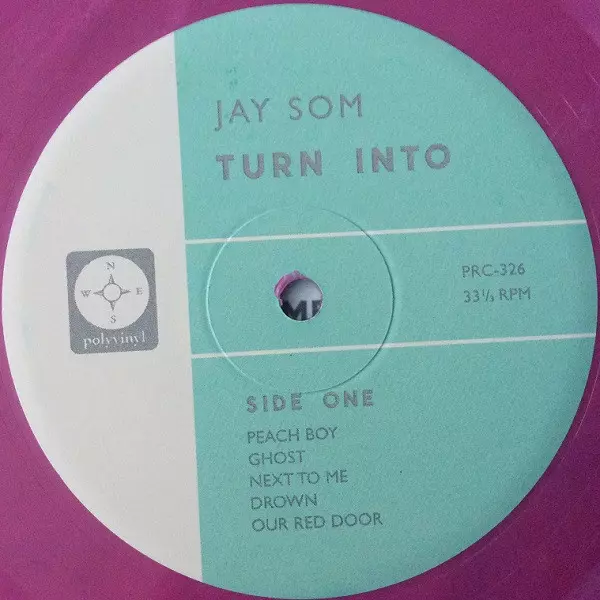 JAY SOM
TURN INTO
N
W E
S
polyvinyl
PRC-326
33⅓ RPM
SIDE ONE
PEACH BOY
GHOST
NEXT TO ME
DROWN
OUR RED DOOR